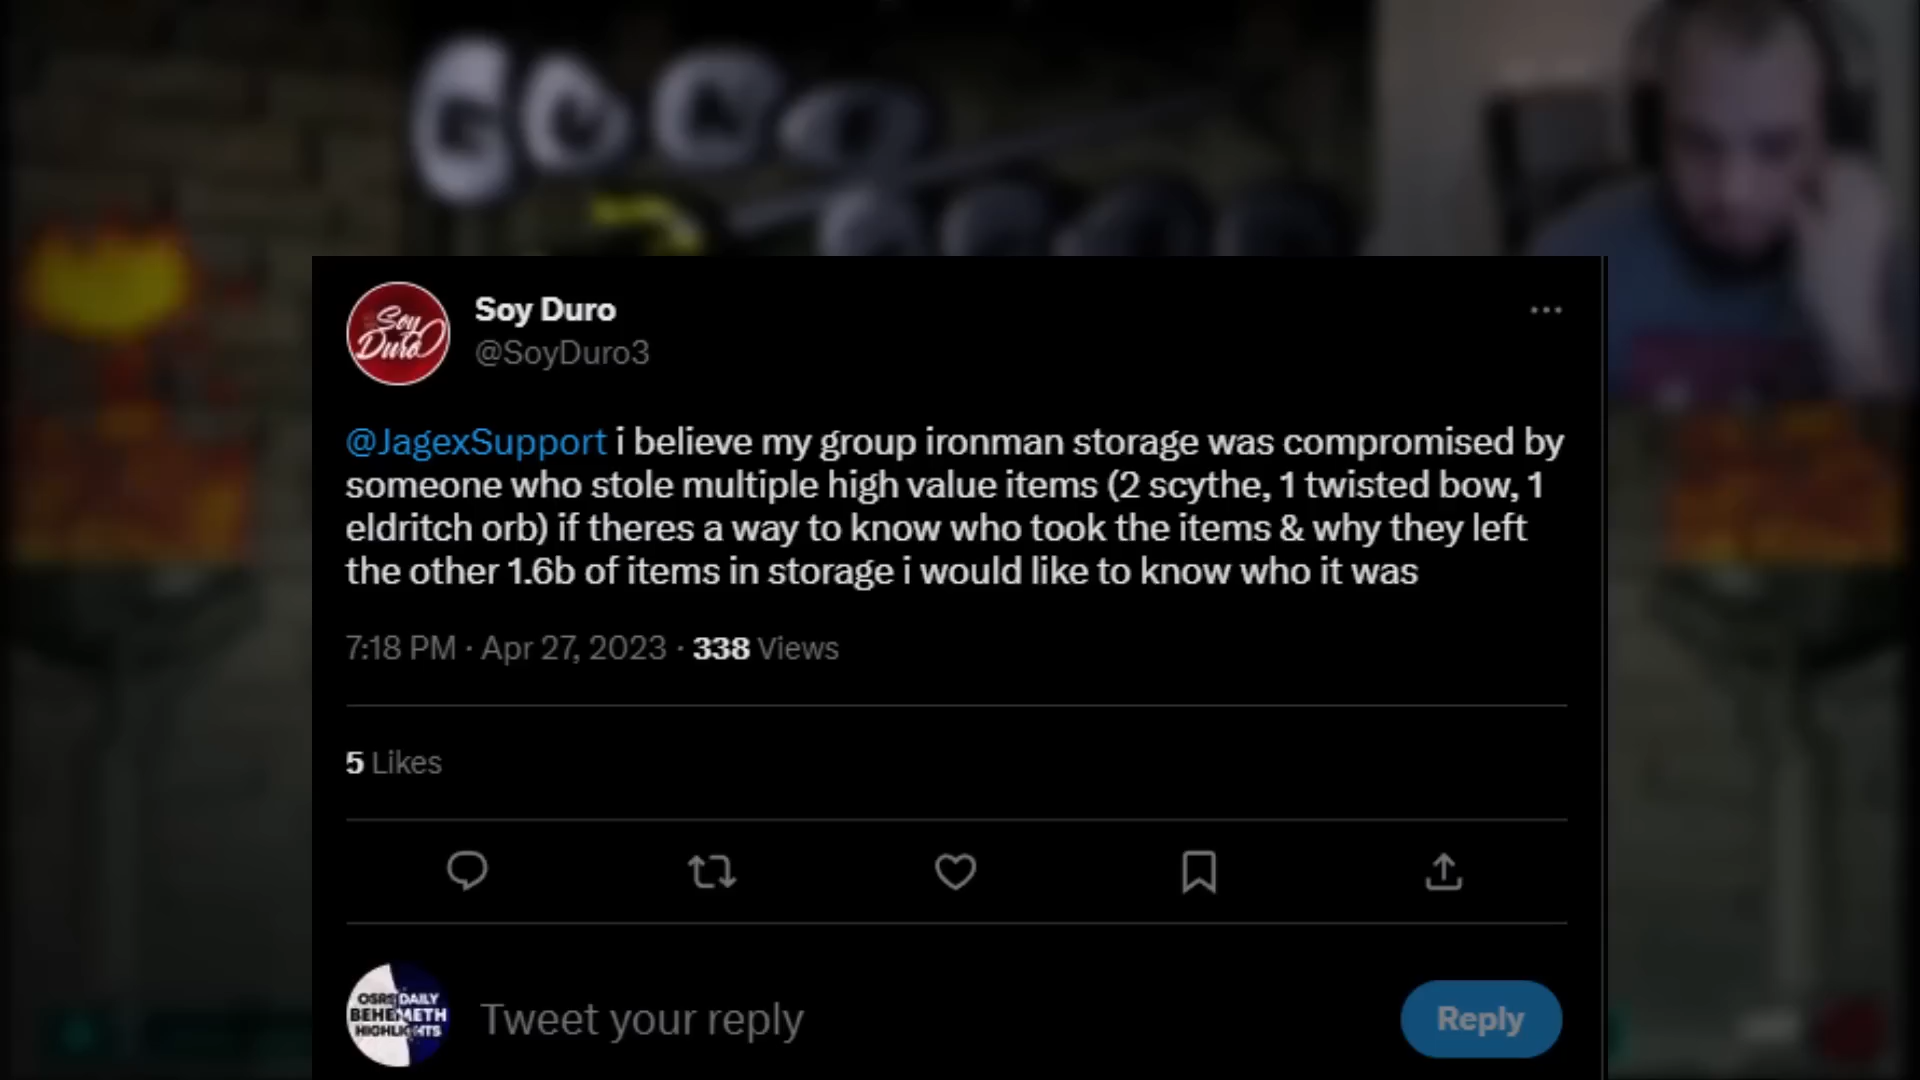 Soy Duro
Soy
Duro
@SoyDuro3
@JagexSupport i believe my group ironman storage was compromised by
someone who stole multiple high value items (2 scythe, 1 twisted bow, 1
eldritch orb) if theres a way to know who took the items & why they left
the other 1.6b of items in storage i would like to know who it was
7:18 PM · Apr 27, 2023 · 338 Views
5 Likes
OSRS DAILY
BEHEMETH
HIGHLIGHTS
Tweet your reply
Reply